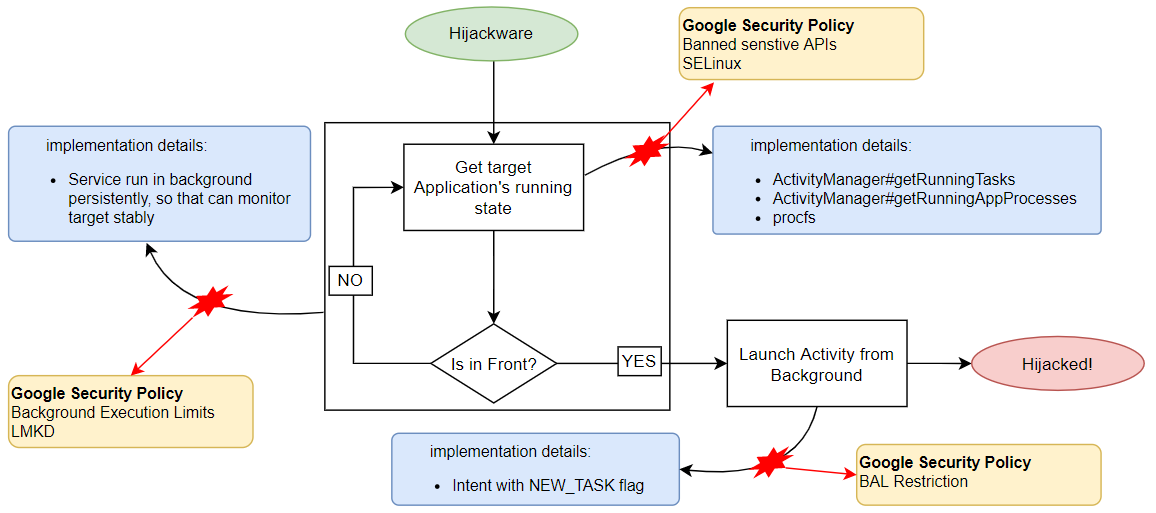 Hijackware
Google Security Policy
Banned senstive APIs
SELinux
implementation details:
• Service run in background
persistently, so that can monitor
target stably
Get target
Application's running
state
implementation details:
• ActivityManager#getRunningTasks
• ActivityManager#getRunningAppProcesses
• procfs
NO
Is in Front?
YES
Launch Activity from
Background
Hijacked!
Google Security Policy
Background Execution Limits
LMKD
implementation details:
• Intent with NEW_TASK flag
Google Security Policy
BAL Restriction